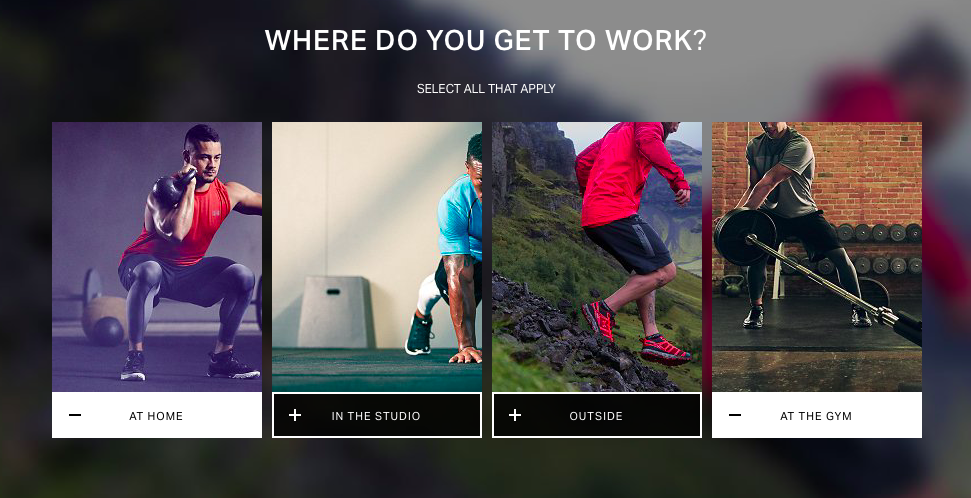 WHERE DO YOU GET TO WORK?
SELECT ALL THAT APPLY
AT HOME
IN THE STUDIO
OUTSIDE
AT THE GYM